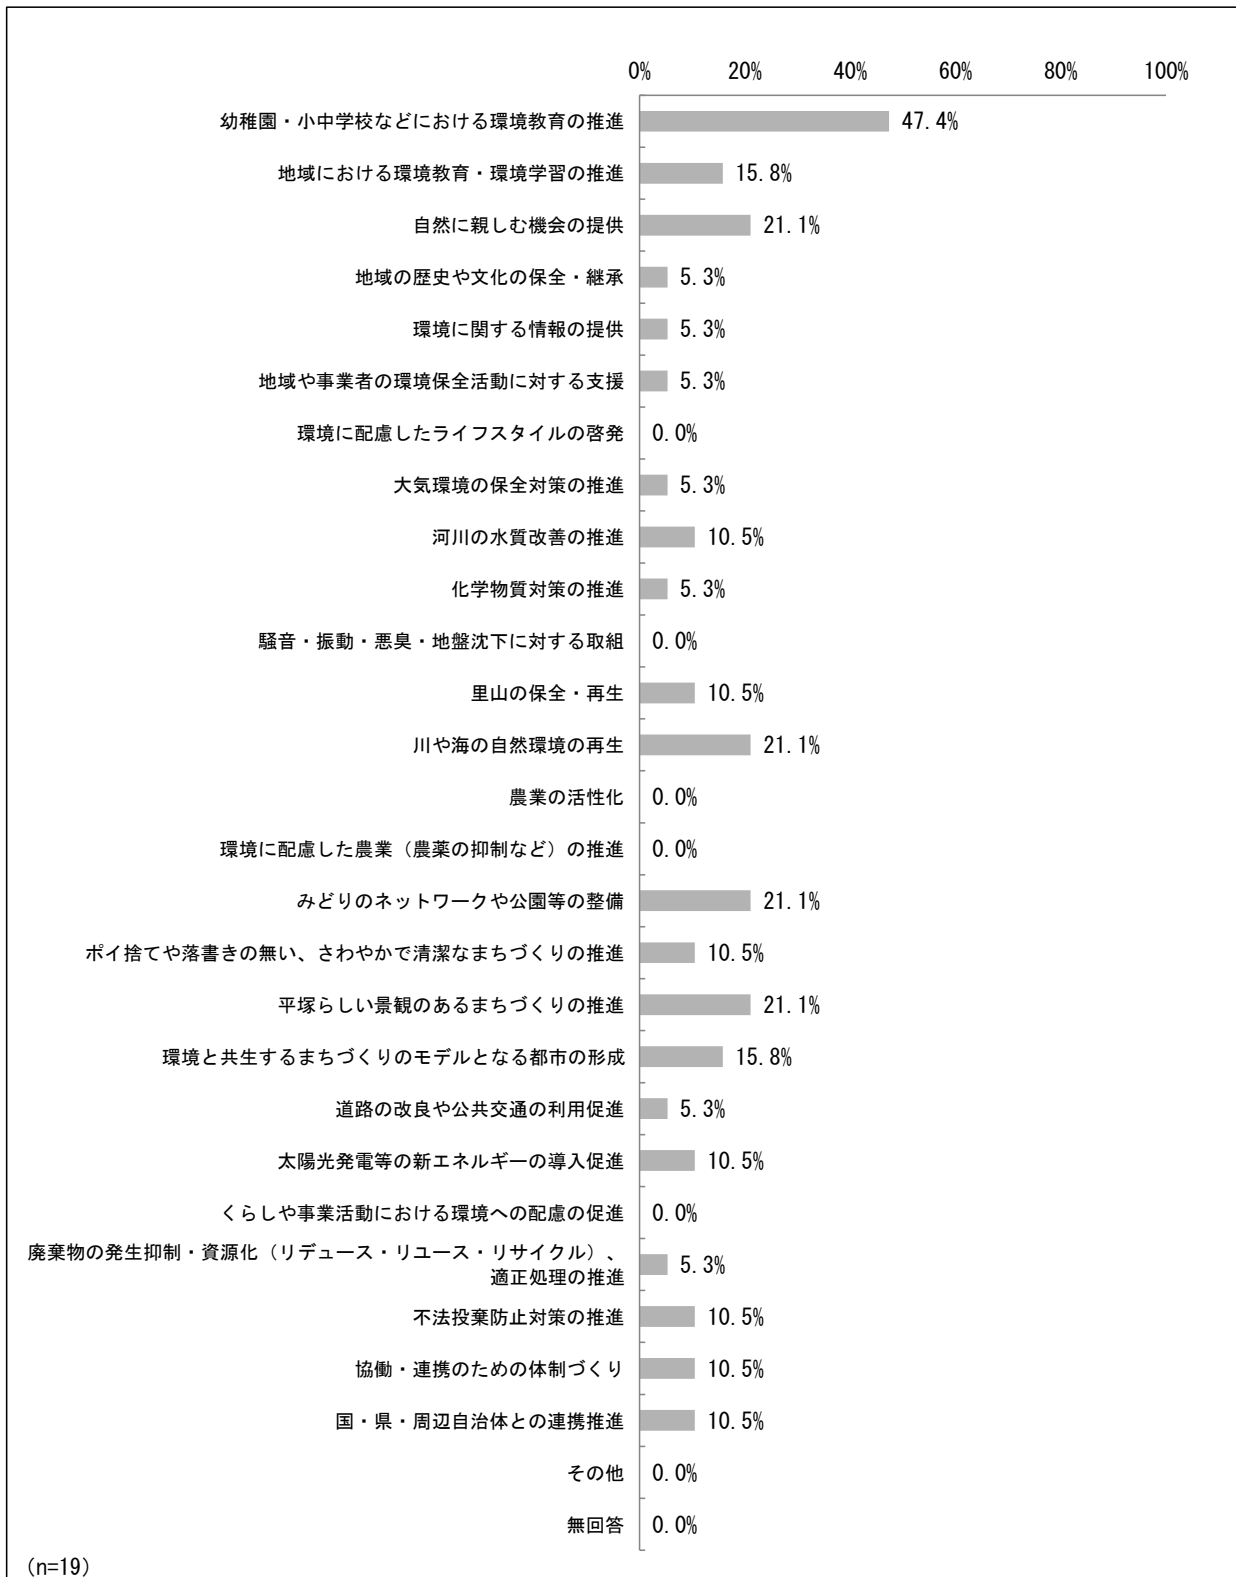 0% 20% 40% 60% 80% 100%
幼稚園・小中学校などにおける環境教育の推進 47.4%
地域における環境教育・環境学習の推進 15.8%
自然に親しむ機会の提供 21.1%
地域の歴史や文化の保全・継承 5.3%
環境に関する情報の提供 5.3%
地域や事業者の環境保全活動に対する支援 5.3%
環境に配慮したライフスタイルの啓発 0.0%
大気環境の保全対策の推進 5.3%
河川の水質改善の推進 10.5%
化学物質対策の推進 5.3%
騒音・振動・悪臭・地盤沈下に対する取組 0.0%
里山の保全・再生 10.5%
川や海の自然環境の再生 21.1%
農業の活性化 0.0%
環境に配慮した農業（農薬の抑制など）の推進 0.0%
みどりのネットワークや公園等の整備 21.1%
ポイ捨てや落書きの無い、さわやかで清潔なまちづくりの推進 10.5%
平塚らしい景観のあるまちづくりの推進 21.1%
環境と共生するまちづくりのモデルとなる都市の形成 15.8%
道路の改良や公共交通の利用促進 5.3%
太陽光発電等の新エネルギーの導入促進 10.5%
くらしや事業活動における環境への配慮の促進 0.0%
廃棄物の発生抑制・資源化（リデュース・リユース・リサイクル）、
適正処理の推進 5.3%
不法投棄防止対策の推進 10.5%
協働・連携のための体制づくり 10.5%
国・県・周辺自治体との連携推進 10.5%
その他 0.0%
無回答 0.0%
(n=19)